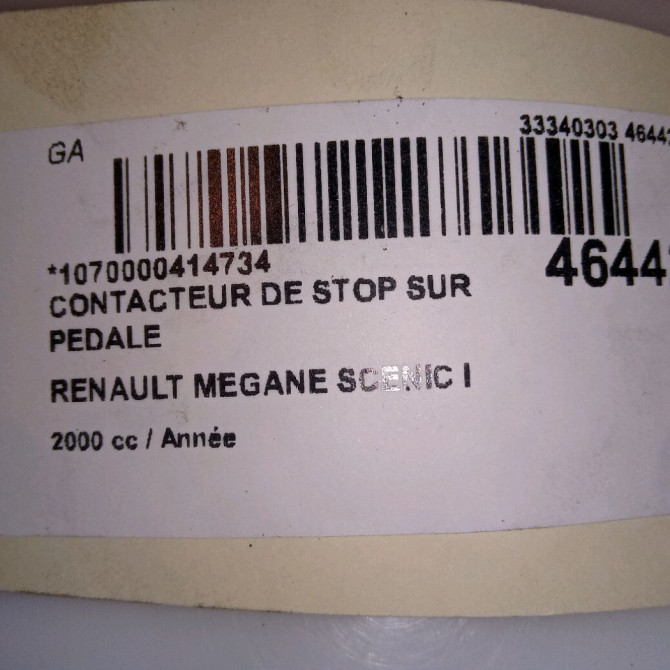 GA
33340303 4644
*1070000414734
4644
CONTACTEUR DE STOP SUR
PEDALE
RENAULT MEGANE SCENIC I
2000 cc / Année